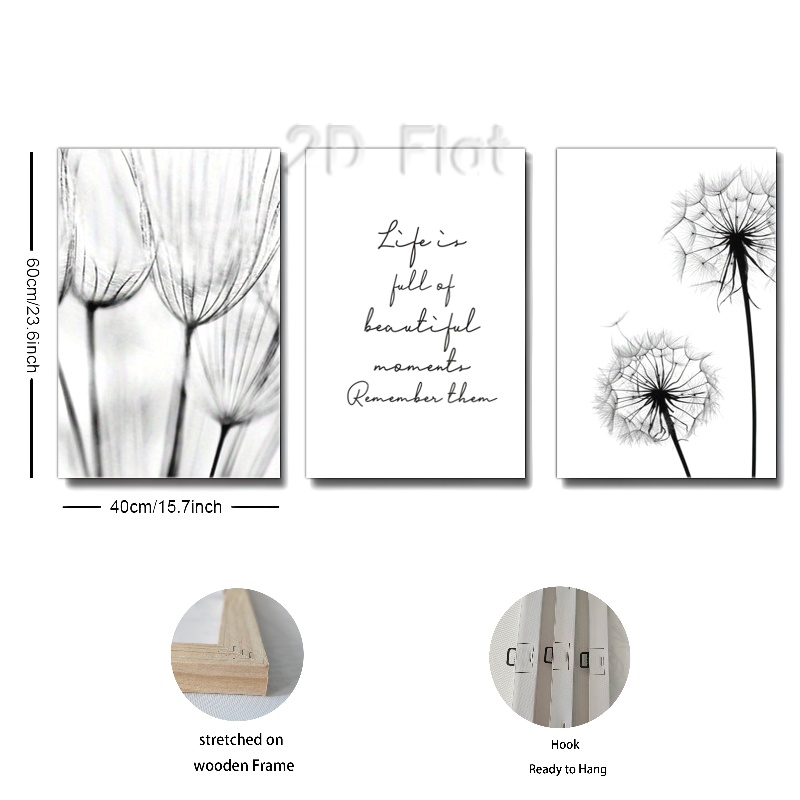 2D Flat
60cm/23.6inch
Life is
full of
beautiful
moments
Remember them
40cm/15.7inch
stretched on
wooden Frame
Hook
Ready to Hang